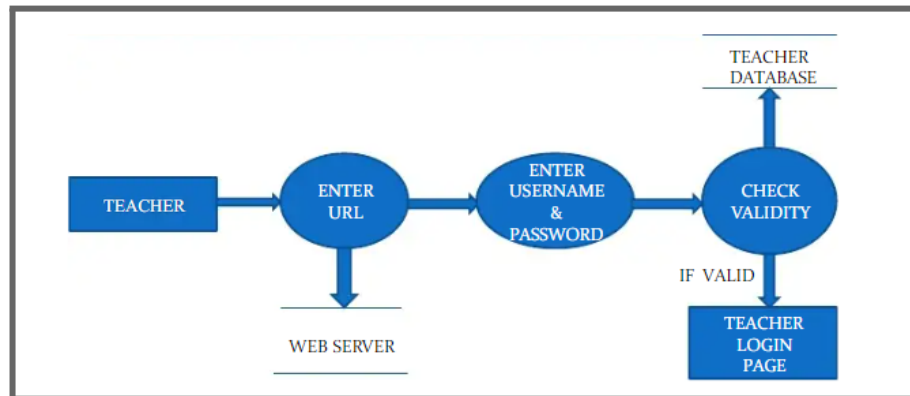 TEACHER
DATABASE
TEACHER
ENTER
URL
ENTER
USERNAME
&
PASSWORD
CHECK
VALIDITY
IF VALID
WEB SERVER
TEACHER
LOGIN
PAGE